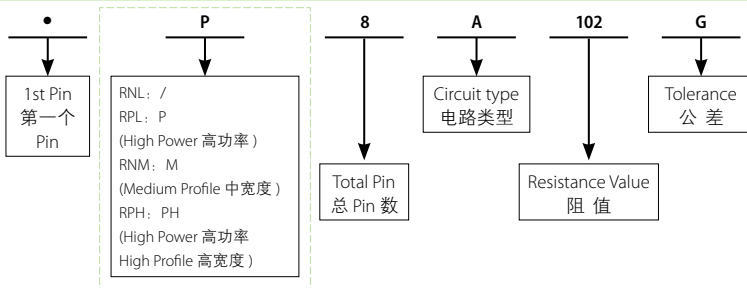 • P 8 A 102 G
1st Pin
第一个
Pin
RNL：/
RPL：P
(High Power 高功率 )
RNM：M
(Medium Profile 中宽度 )
RPH：PH
(High Power 高功率
High Profile 高宽度 )
Total Pin
总 Pin 数
Circuit type
电路类型
Resistance Value
阻 值
Tolerance
公 差